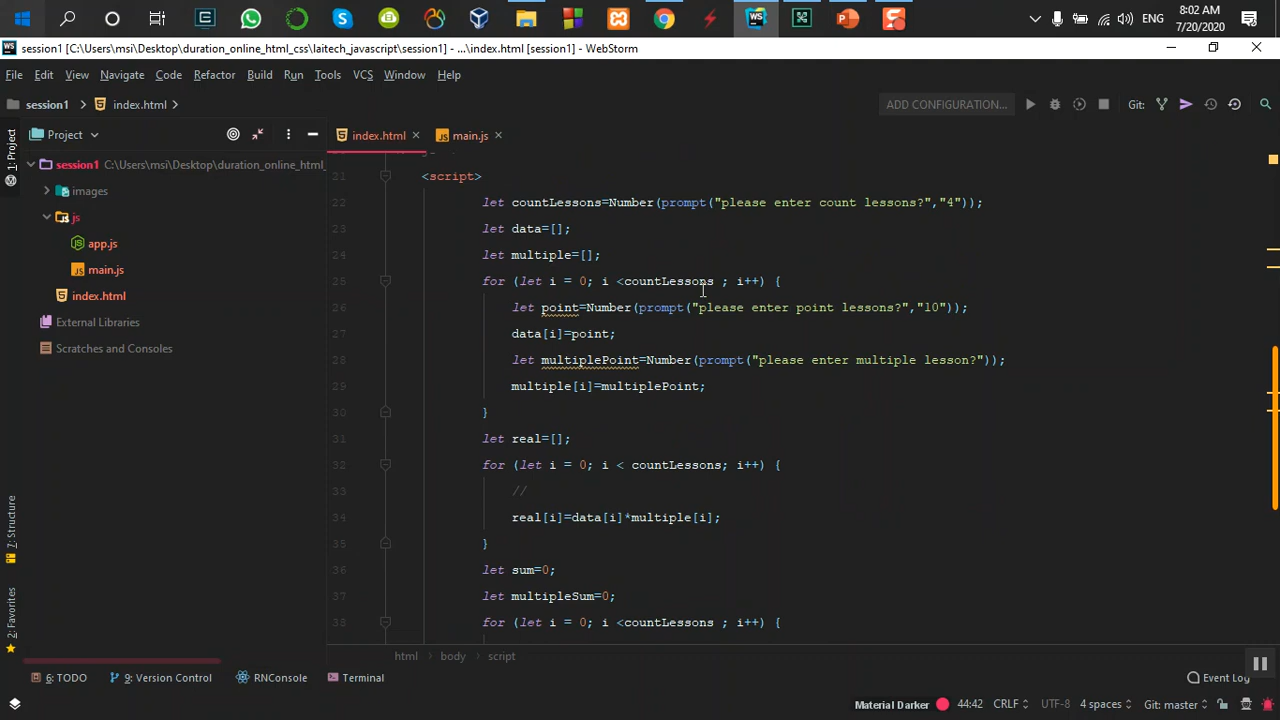 ENG
8:02 AM
7/20/2020
session1 [C:\Users\msi\Desktop\duration_online_html_css\laitech_javascript\session1] - ...\index.html [session1] - WebStorm
File Edit View Navigate Code Refactor Run Build Tools VCS Window Help
session1 index.html
ADD CONFIGURATION...
Git:
1: Project
Project
index.html
main.js
session1 C:\Users\msi\Desktop\duration_online_html_
images
js
app.js
main.js
index.html
External Libraries
Scratches and Consoles
7: Structure
2: Favorites
21 <script>
22 let countLessons=Number(prompt("please enter count lessons?","4"));
23 let data=[];
24 let multiple=[];
25 for (let i = 0; i <countLessons ; i++) {
26 let point=Number(prompt("please enter point lessons?","10"));
27 data[i]=point;
28 let multiplePoint=Number(prompt("please enter multiple lesson?"));
29 multiple[i]=multiplePoint;
30 }
31 let real=[];
32 for (let i = 0; i < countLessons; i++) {
33 //
34 real[i]=data[i]*multiple[i];
35 }
36 let sum=0;
37 let multipleSum=0;
38 for (let i = 0; i <countLessons ; i++) {
html body script
6: TODO 9: Version Control RNConsole Terminal Event Log
Material Darker 44:42 CRLF UTF-8 4 spaces Git: master